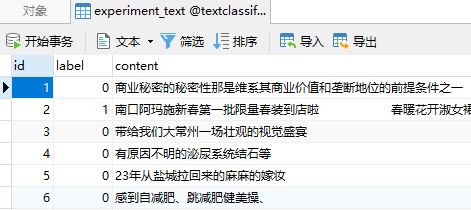 对象 experiment_text @textclassif...
开始事务 文本 筛选 排序 导入 导出
id label content
1 0 商业秘密的秘密性那是维系其商业价值和垄断地位的前提条件之一
2 1 南口阿玛施新春第一批限量春装到店啦 春暖花开淑女裙
3 0 带给我们大常州一场壮观的视觉盛宴
4 0 有原因不明的泌尿系统结石等
5 0 23年从盐城拉回来的麻麻的嫁妆
6 0 感到自减肥、跳减肥健美操、